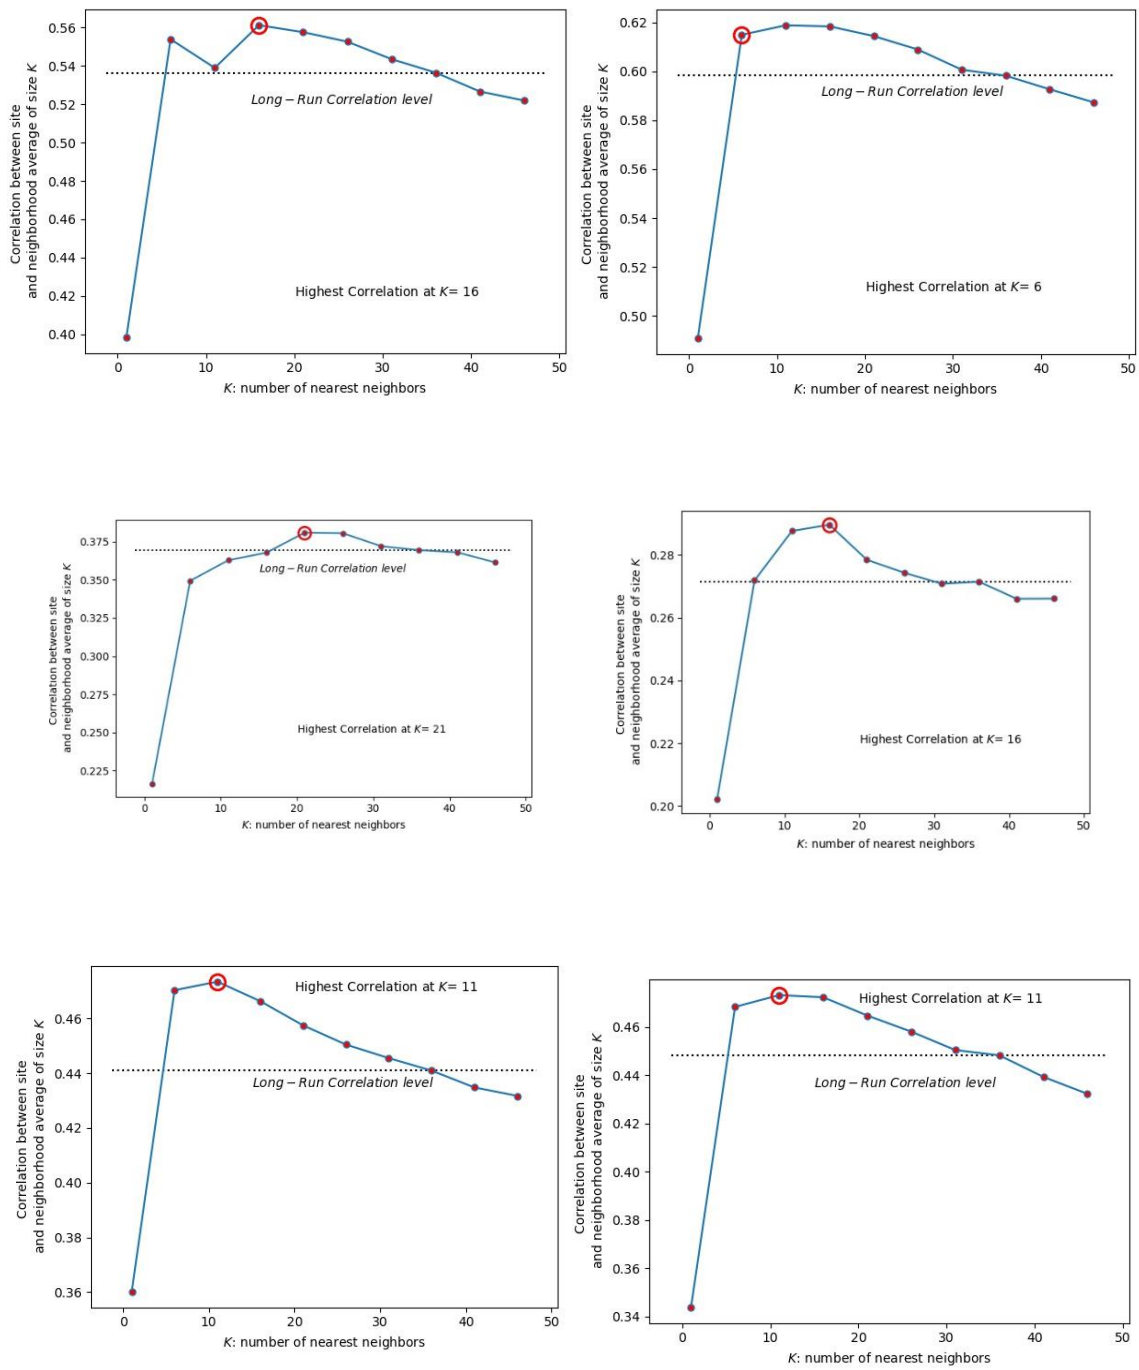 0.56
0.54
0.52
0.50
0.48
0.46
0.44
0.42
0.40
Correlation between site
and neighborhood average of size K
Long – Run Correlation level
Highest Correlation at K= 16
0 10 20 30 40 50
K: number of nearest neighbors
0.62
0.60
0.58
0.56
0.54
0.52
0.50
Correlation between site
and neighborhood average of size K
Long – Run Correlation level
Highest Correlation at K= 6
0 10 20 30 40 50
K: number of nearest neighbors
0.375
0.350
0.325
0.300
0.275
0.250
0.225
Correlation between site
and neighborhood average of size K
Long – Run Correlation level
Highest Correlation at K= 21
0 10 20 30 40 50
K: number of nearest neighbors
0.28
0.26
0.24
0.22
0.20
Correlation between site
and neighborhood average of size K
Highest Correlation at K= 16
0 10 20 30 40 50
K: number of nearest neighbors
0.46
0.44
0.42
0.40
0.38
0.36
Correlation between site
and neighborhood average of size K
Highest Correlation at K= 11
Long – Run Correlation level
0 10 20 30 40 50
K: number of nearest neighbors
0.46
0.44
0.42
0.40
0.38
0.36
0.34
Correlation between site
and neighborhood average of size K
Highest Correlation at K= 11
Long – Run Correlation level
0 10 20 30 40 50
K: number of nearest neighbors